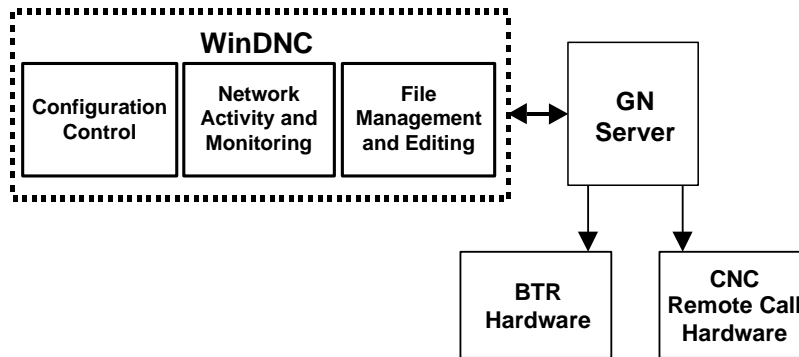 WinDNC
Configuration
Control
Network
Activity and
Monitoring
File
Management
and Editing
GN
Server
BTR
Hardware
CNC
Remote Call
Hardware